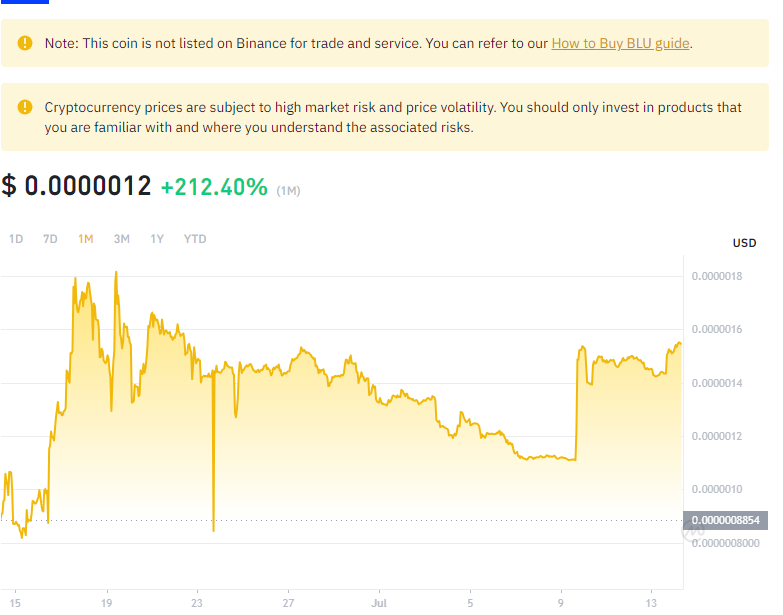 Note: This coin is not listed on Binance for trade and service. You can refer to our How to Buy BLU guide.
Cryptocurrency prices are subject to high market risk and price volatility. You should only invest in products that
you are familiar with and where you understand the associated risks.
$ 0.0000012 +212.40% (1M)
1D 7D 1M 3M 1Y YTD
USD
0.0000018
0.0000016
0.0000014
0.0000012
0.0000010
0.0000008854
0.0000008000
15 19 23 27 Jul 5 9 13